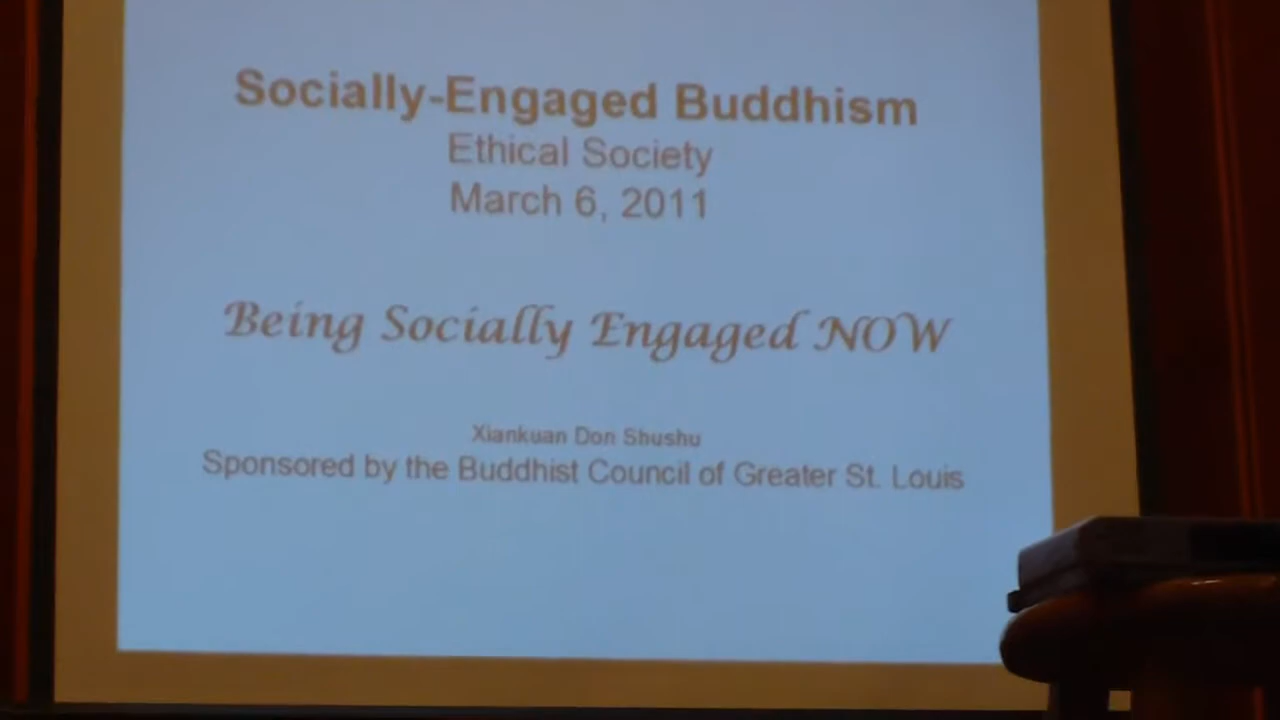 Socially-Engaged Buddhism
Ethical Society
March 6, 2011
Being Socially Engaged NOW
Xiankuan Don Shushu
Sponsored by the Buddhist Council of Greater St. Louis